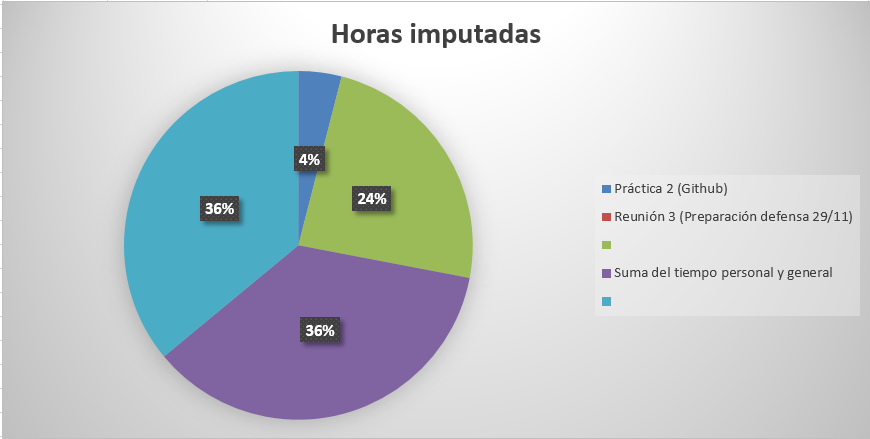 Horas imputadas
4%
24%
36%
36%
Práctica 2 (Github)
Reunión 3 (Preparación defensa 29/11)
Suma del tiempo personal y general